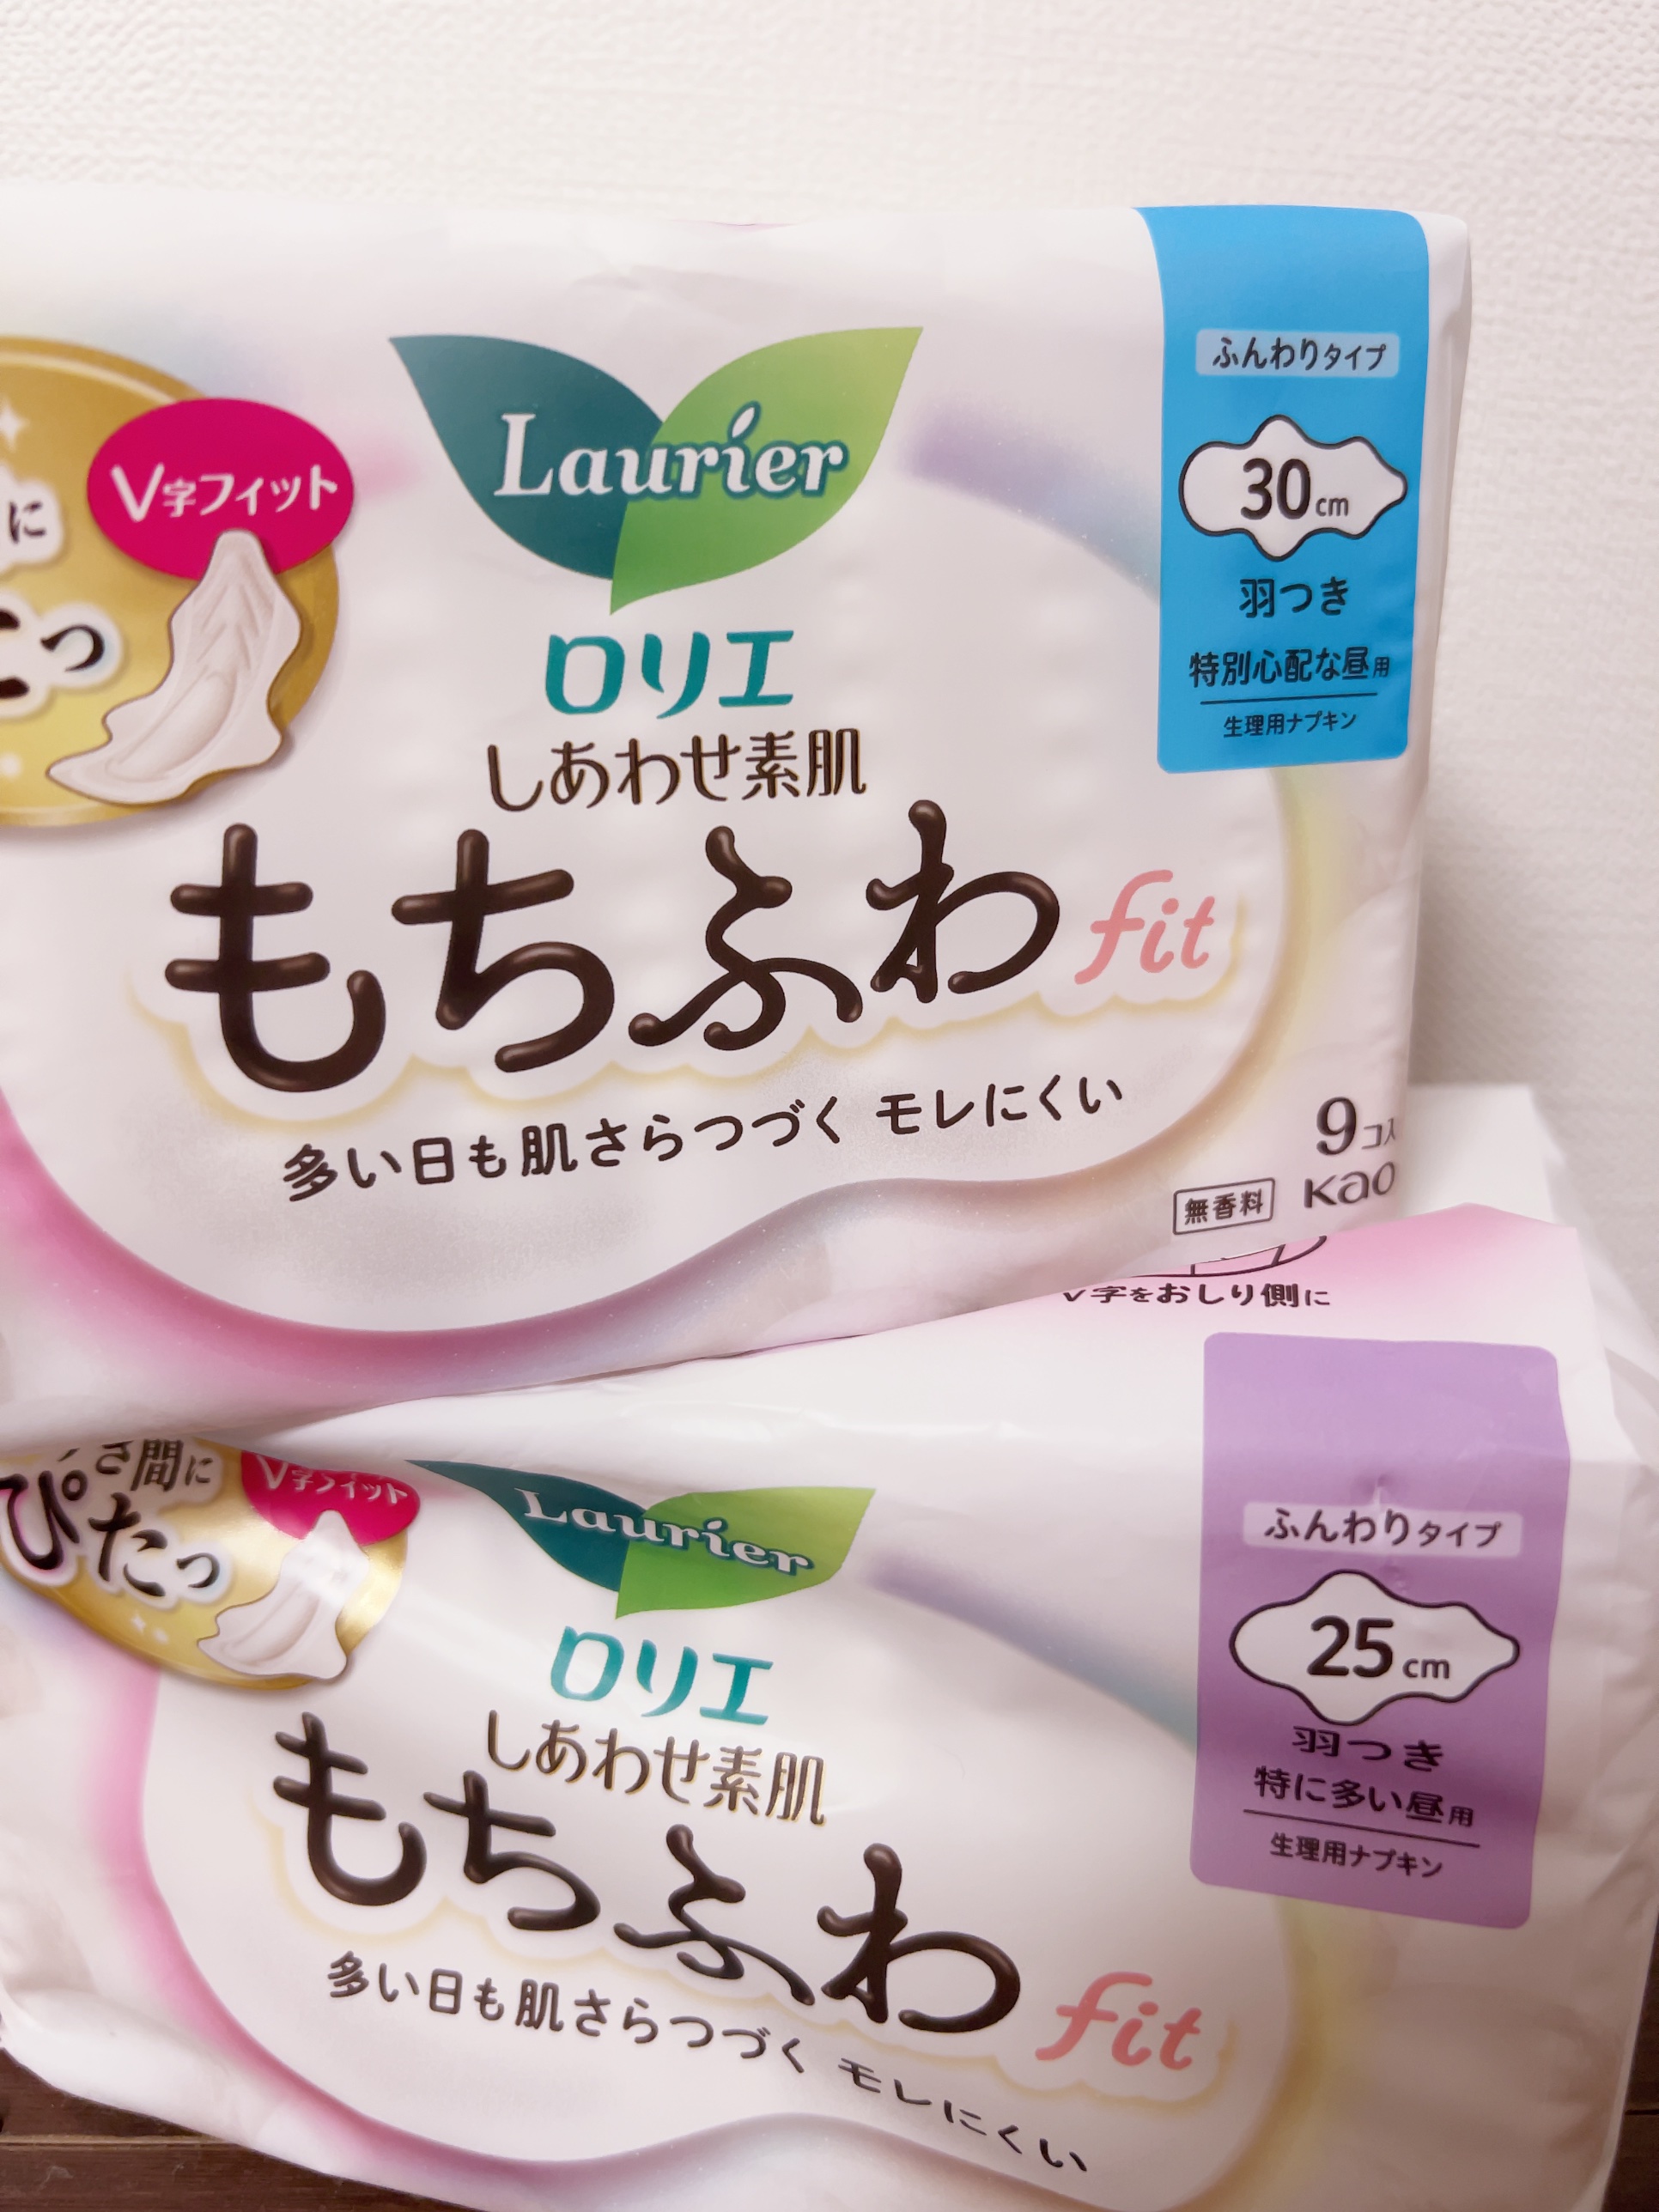 に
たっ
V字フィット
Laurier
ロリエ
しあわせ素肌
もちふわfit
多い日も肌さらつづく モレにくい
ふんわりタイプ
30cm
羽つき
特別心配な昼用
生理用ナプキン
9コ入
無香料
Kao
V字をおしり側に
き間に
ぴたっ
V字フィット
Laurier
ロリエ
しあわせ素肌
もちふわfit
多い日も肌さらつづく モレにくい
ふんわりタイプ
25cm
羽つき
特に多い昼用
生理用ナプキン